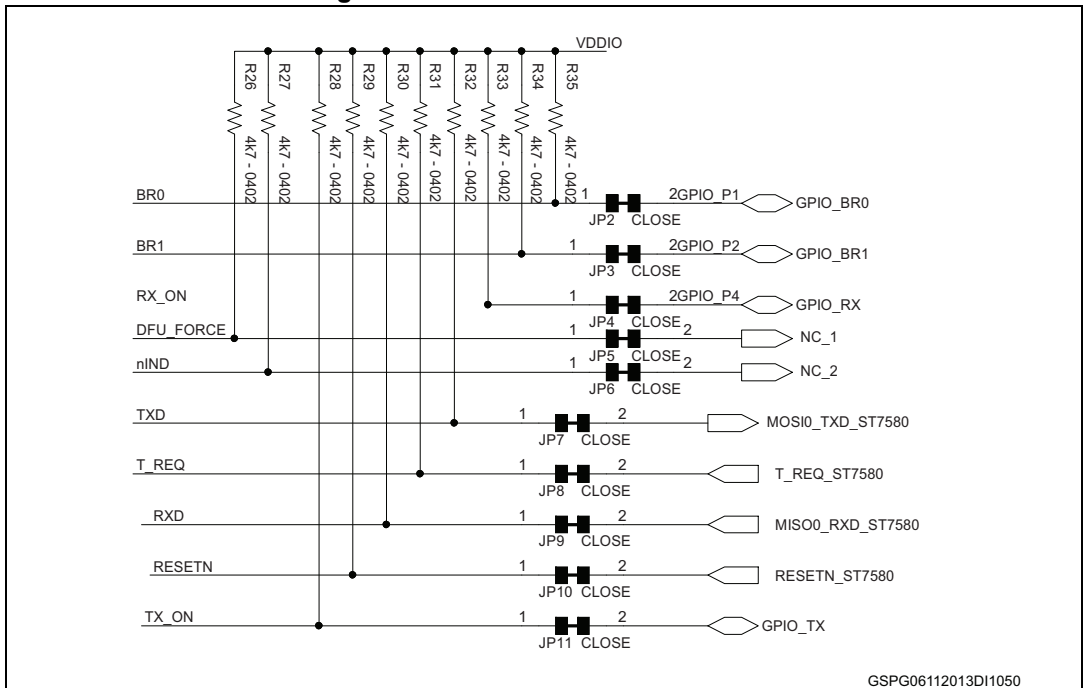 VDDIO
R26 R27 R28 R29 R30 R31 R32 R33 R34 R35
4k7 - 0402 4k7 - 0402 4k7 - 0402 4k7 - 0402 4k7 - 0402 4k7 - 0402 4k7 - 0402 4k7 - 0402 4k7 - 0402 4k7 - 0402
BR0 1 2GPIO_P1 GPIO_BR0
JP2 CLOSE
BR1 1 2GPIO_P2 GPIO_BR1
JP3 CLOSE
RX_ON 1 2GPIO_P4 GPIO_RX
JP4 CLOSE
DFU_FORCE 1 2 NC_1
JP5 CLOSE
nIND 1 2 NC_2
JP6 CLOSE
TXD 1 2 MOSI0_TXD_ST7580
JP7 CLOSE
T_REQ 1 2 T_REQ_ST7580
JP8 CLOSE
RXD 1 2 MISO0_RXD_ST7580
JP9 CLOSE
RESETN 1 2 RESETN_ST7580
JP10 CLOSE
TX_ON 1 2 GPIO_TX
JP11 CLOSE
GSPG06112013DI1050